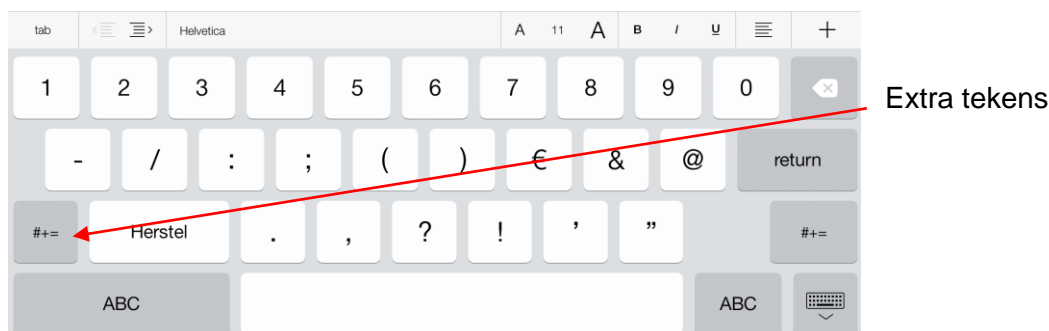 tab Helvetica A 11 A B I U +
1 2 3 4 5 6 7 8 9 0
Extra tekens
- / : ; ( ) € & @ return
#+= Herstel . , ? ! ’ ” #+=
ABC ABC